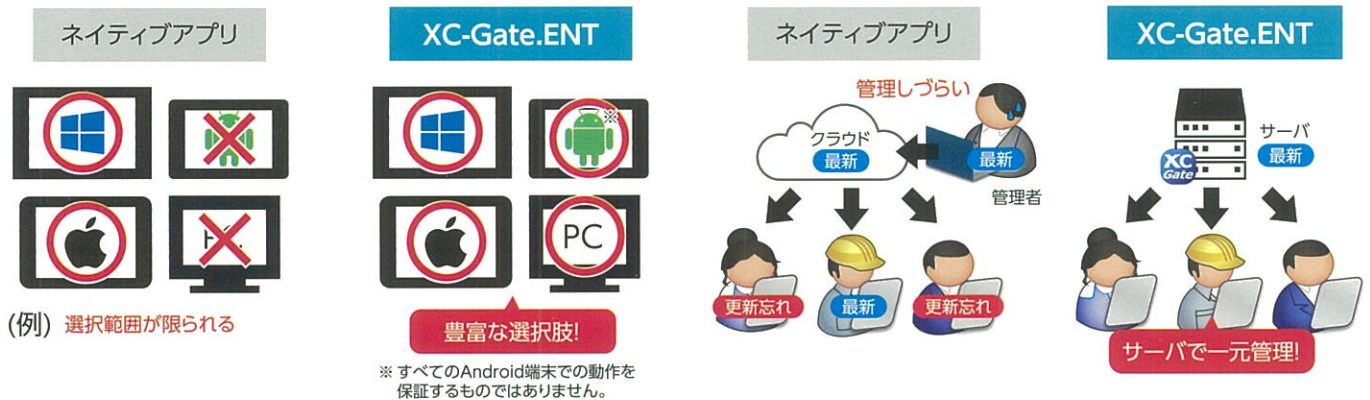 ネイティブアプリ
XC-Gate.ENT
※
PC
(例) 選択範囲が限られる
豊富な選択肢!
※ すべてのAndroid端末での動作を
保証するものではありません。
ネイティブアプリ
管理しづらい
クラウド
最新
最新
管理者
更新忘れ
最新
更新忘れ
XC-Gate.ENT
サーバ
最新
XC
Gate
サーバで一元管理!